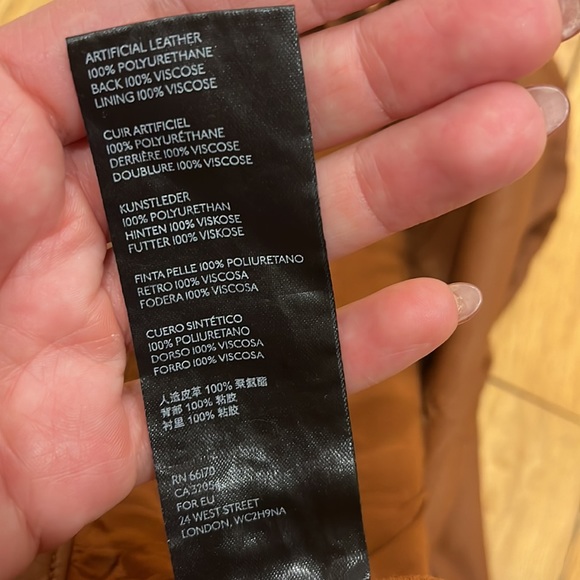 ARTIFICIAL LEATHER
100% POLYURETHANE
BACK 100% VISCOSE
LINING 100% VISCOSE
CUIR ARTIFICIEL
100% POLYURÉTHANE
DERRIÈRE 100% VISCOSE
DOUBLURE 100% VISCOSE
KUNSTLEDER
100% POLYURETHAN
HINTEN 100% VISKOSE
FUTTER 100% VISKOSE
FINTA PELLE 100% POLIURETANO
RETRO 100% VISCOSA
FODERA 100% VISCOSA
CUERO SINTÉTICO
100% POLIURETANO
DORSO 100% VISCOSA
FORRO 100% VISCOSA
人造皮革 100% 聚氨酯
背部 100% 粘胶
衬里 100% 粘胶
RN 66170
CA 32054
FOR EU
24 WEST STREET
LONDON, WC2H9NA